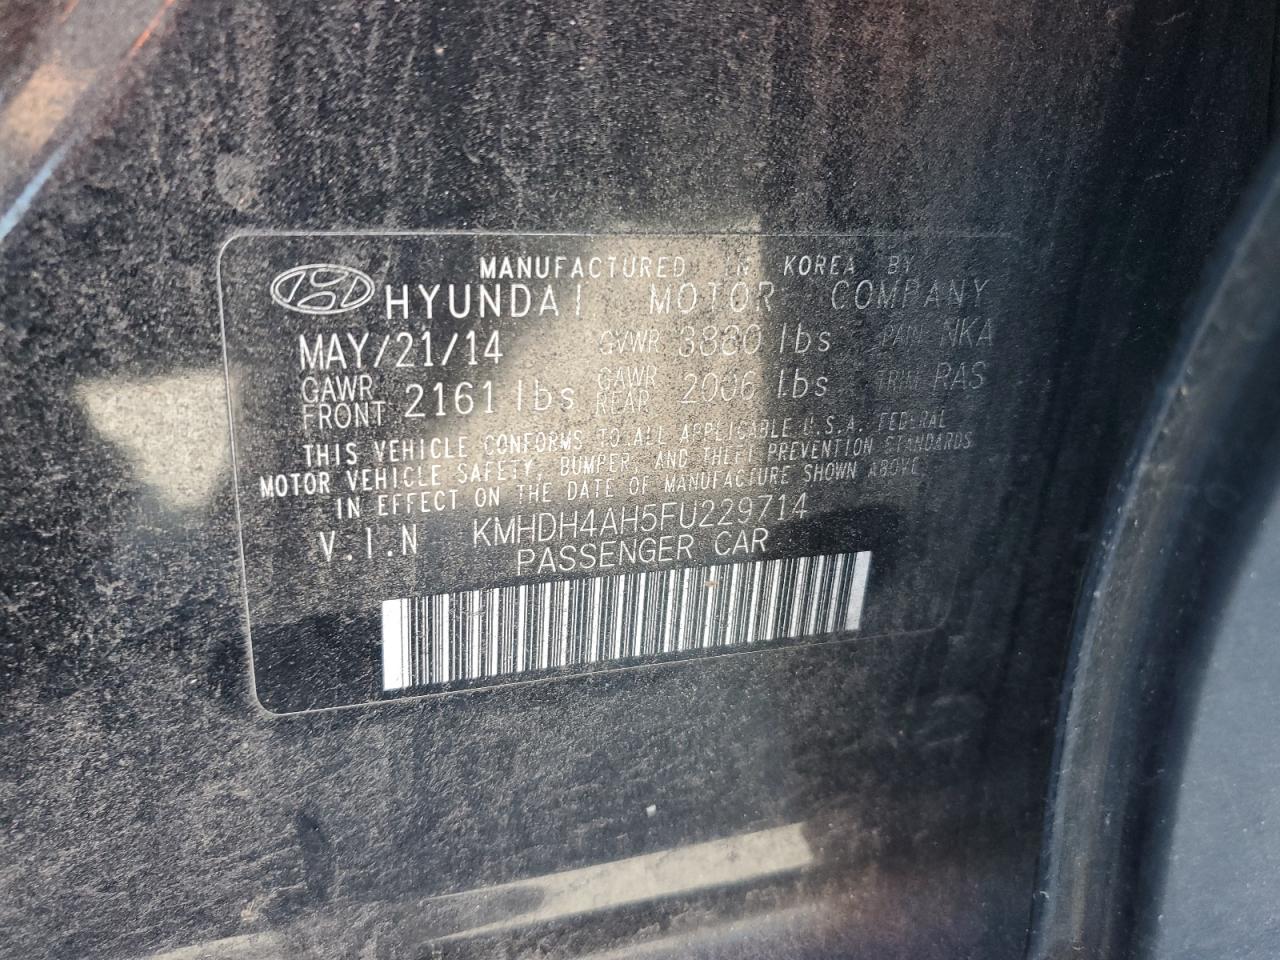 MANUFACTURED IN KOREA BY
HYUNDAI MOTOR COMPANY
MAY/21/14 GVWR 3880 lbs NKA
GAWR FRONT 2161 lbs GAWR REAR 2006 lbs TRIM RAS
THIS VEHICLE CONFORMS TO ALL APPLICABLE U.S.A. FEDERAL
MOTOR VEHICLE SAFETY, BUMPER, AND THEFT PREVENTION STANDARDS
IN EFFECT ON THE DATE OF MANUFACTURE SHOWN ABOVE
V.I.N KMHDH4AH5FU229714
PASSENGER CAR